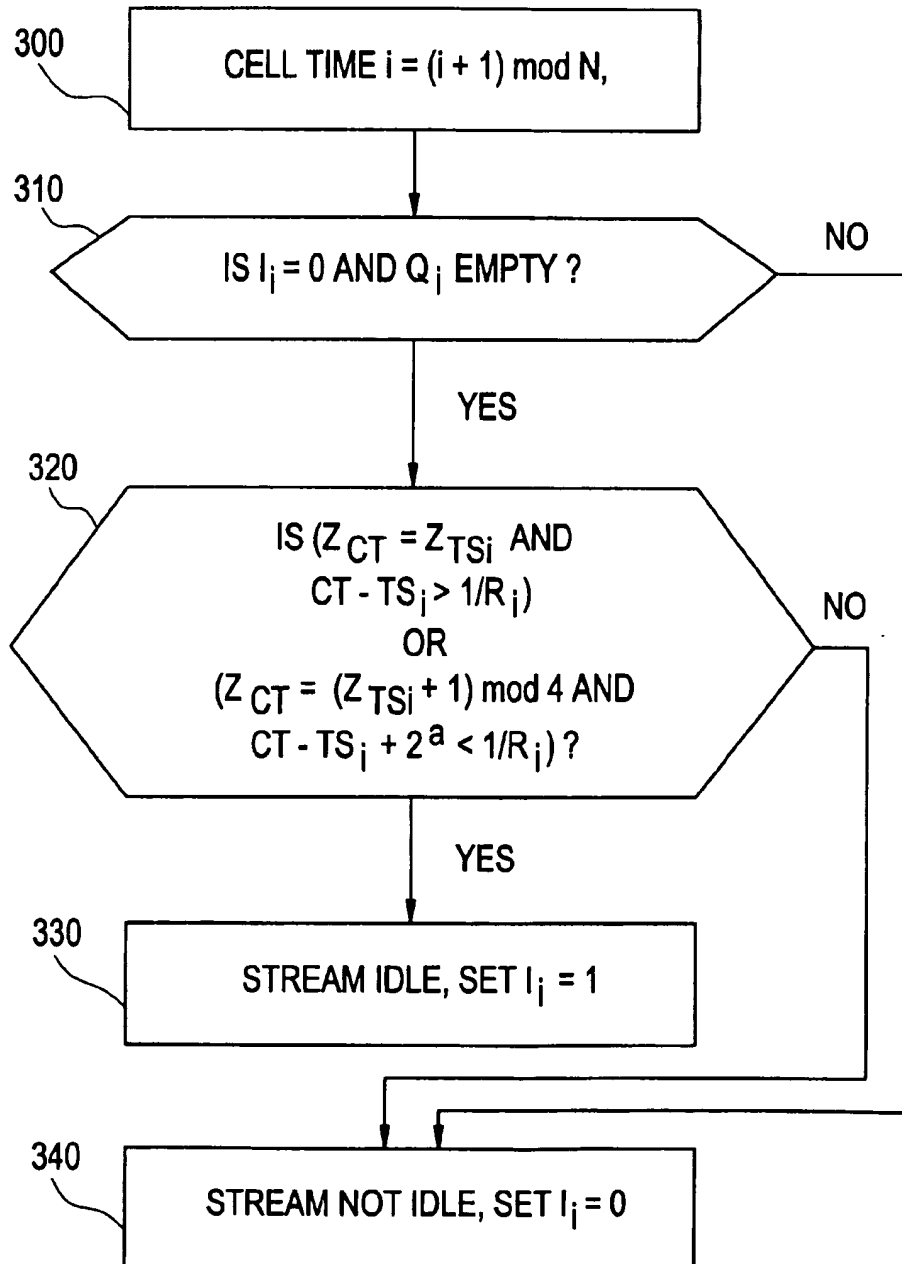 300
CELL TIME i = (i + 1) mod N,
310
IS I_i = 0 AND Q_i EMPTY ?
NO
YES
320
IS (Z_CT = Z_TSi AND
CT - TS_i > 1/R_i)
OR
(Z_CT = (Z_TSi + 1) mod 4 AND
CT - TS_i + 2^a < 1/R_i) ?
NO
YES
330
STREAM IDLE, SET I_i = 1
340
STREAM NOT IDLE, SET I_i = 0